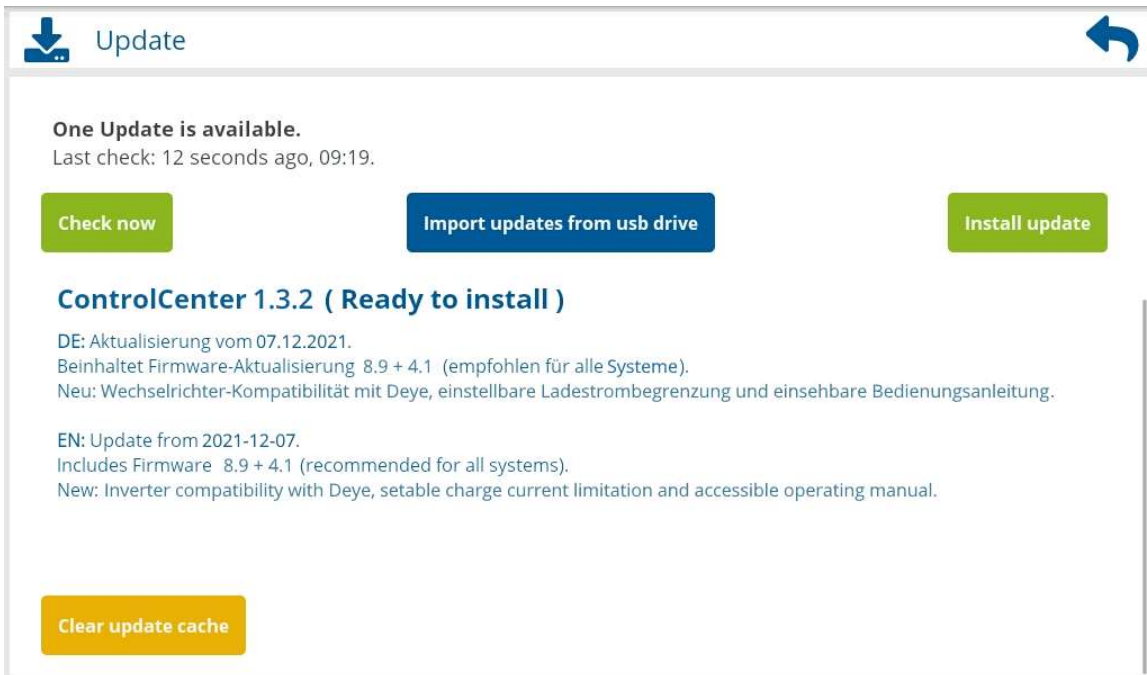 Update
One Update is available.
Last check: 12 seconds ago, 09:19.
Check now
Import updates from usb drive
Install update
ControlCenter 1.3.2 ( Ready to install )
DE: Aktualisierung vom 07.12.2021.
Beinhaltet Firmware-Aktualisierung 8.9 + 4.1 (empfohlen für alle Systeme).
Neu: Wechselrichter-Kompatibilität mit Deye, einstellbare Ladestrombegrenzung und einsehbare Bedienungsanleitung.
EN: Update from 2021-12-07.
Includes Firmware 8.9 + 4.1 (recommended for all systems).
New: Inverter compatibility with Deye, setable charge current limitation and accessible operating manual.
Clear update cache